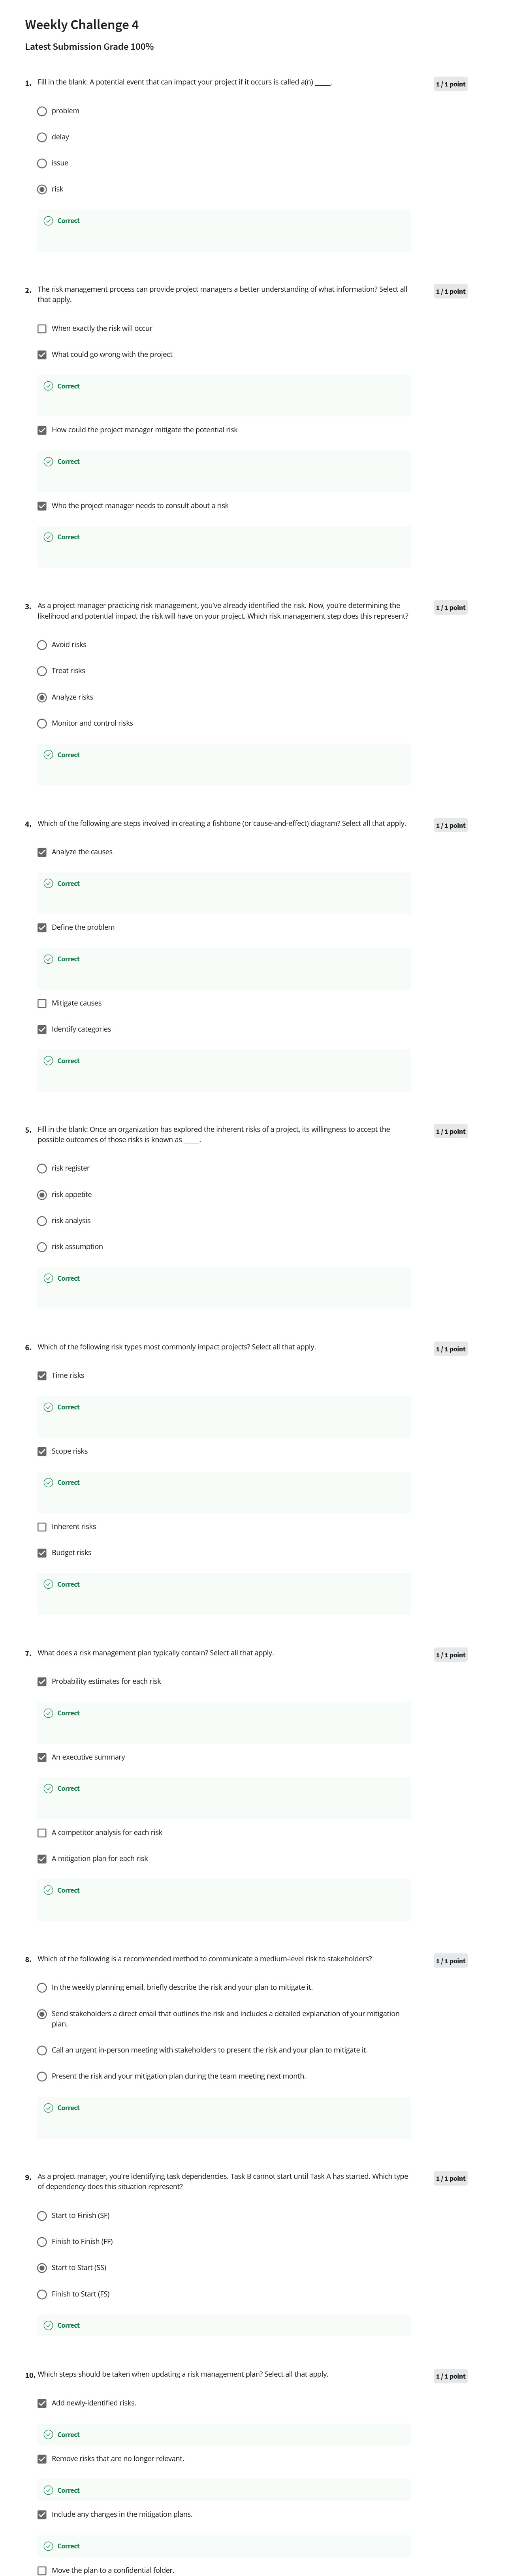 Weekly Challenge 4
Latest Submission Grade 100%
1. Fill in the blank: A potential event that can impact your project if it occurs is called a(n) _____. 1 / 1 point
problem
delay
issue
risk
Correct
2. The risk management process can provide project managers a better understanding of what information? Select all 1 / 1 point
that apply.
When exactly the risk will occur
What could go wrong with the project
Correct
How could the project manager mitigate the potential risk
Correct
Who the project manager needs to consult about a risk
Correct
3. As a project manager practicing risk management, you've already identified the risk. Now, you're determining the 1 / 1 point
likelihood and potential impact the risk will have on your project. Which risk management step does this represent?
Avoid risks
Treat risks
Analyze risks
Monitor and control risks
Correct
4. Which of the following are steps involved in creating a fishbone (or cause-and-effect) diagram? Select all that apply. 1 / 1 point
Analyze the causes
Correct
Define the problem
Correct
Mitigate causes
Identify categories
Correct
5. Fill in the blank: Once an organization has explored the inherent risks of a project, its willingness to accept the 1 / 1 point
possible outcomes of those risks is known as _____.
risk register
risk appetite
risk analysis
risk assumption
Correct
6. Which of the following risk types most commonly impact projects? Select all that apply. 1 / 1 point
Time risks
Correct
Scope risks
Correct
Inherent risks
Budget risks
Correct
7. What does a risk management plan typically contain? Select all that apply. 1 / 1 point
Probability estimates for each risk
Correct
An executive summary
Correct
A competitor analysis for each risk
A mitigation plan for each risk
Correct
8. Which of the following is a recommended method to communicate a medium-level risk to stakeholders? 1 / 1 point
In the weekly planning email, briefly describe the risk and your plan to mitigate it.
Send stakeholders a direct email that outlines the risk and includes a detailed explanation of your mitigation
plan.
Call an urgent in-person meeting with stakeholders to present the risk and your plan to mitigate it.
Present the risk and your mitigation plan during the team meeting next month.
Correct
9. As a project manager, you're identifying task dependencies. Task B cannot start until Task A has started. Which type 1 / 1 point
of dependency does this situation represent?
Start to Finish (SF)
Finish to Finish (FF)
Start to Start (SS)
Finish to Start (FS)
Correct
10. Which steps should be taken when updating a risk management plan? Select all that apply. 1 / 1 point
Add newly-identified risks.
Correct
Remove risks that are no longer relevant.
Correct
Include any changes in the mitigation plans.
Correct
Move the plan to a confidential folder.